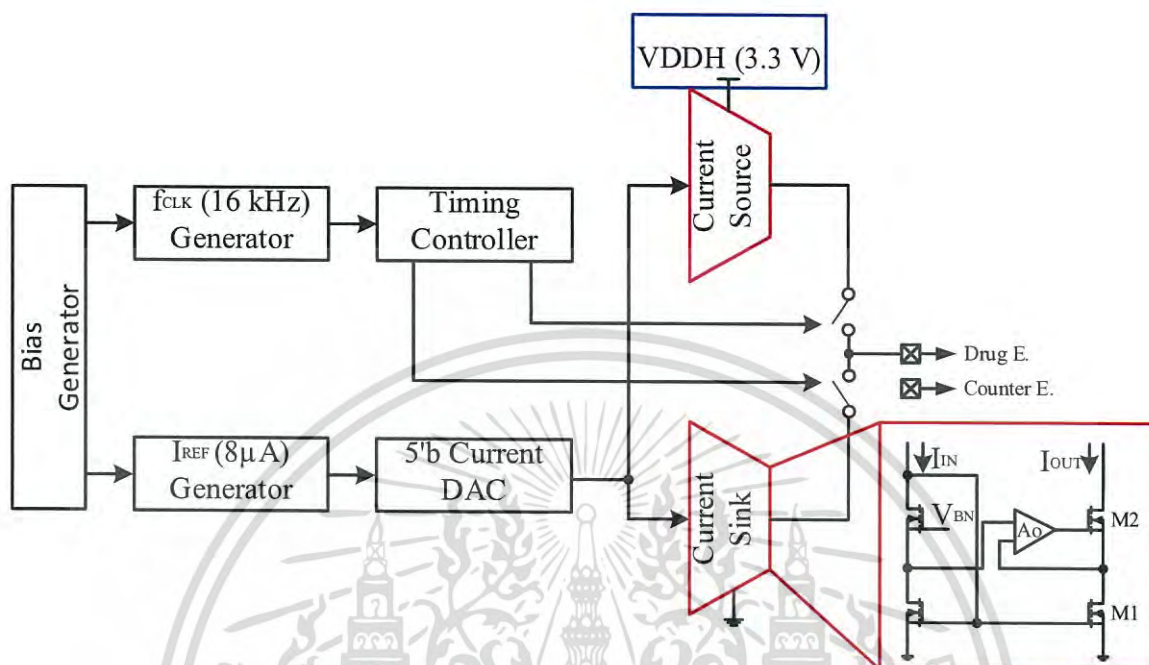 VDDH (3.3 V)
Current
Source
Bias
Generator
fCLK (16 kHz)
Generator
Timing
Controller
Drug E.
Counter E.
IREF (8µA)
Generator
5'b Current
DAC
Current
Sink
IIN
IOUT
VBN
Ao
M2
M1